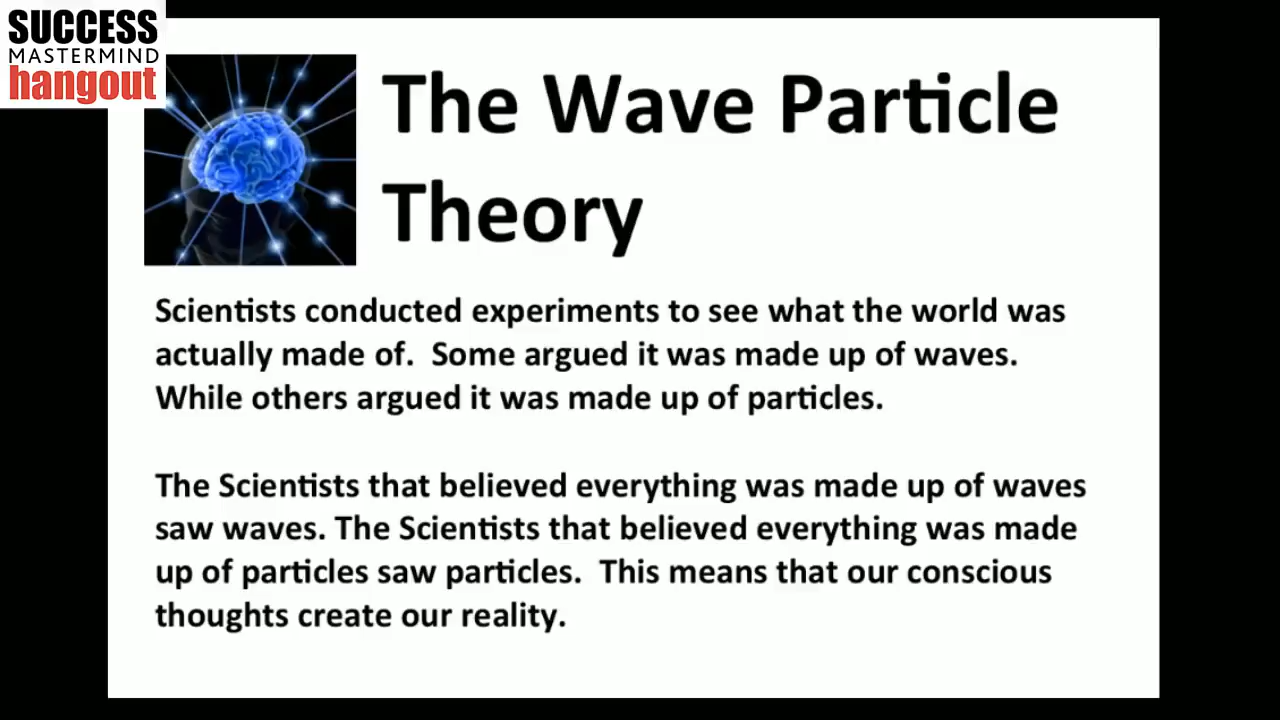 SUCCESS
MASTERMIND
hangout
The Wave Particle
Theory
Scientists conducted experiments to see what the world was
actually made of.  Some argued it was made up of waves.
While others argued it was made up of particles.
The Scientists that believed everything was made up of waves
saw waves. The Scientists that believed everything was made
up of particles saw particles.  This means that our conscious
thoughts create our reality.